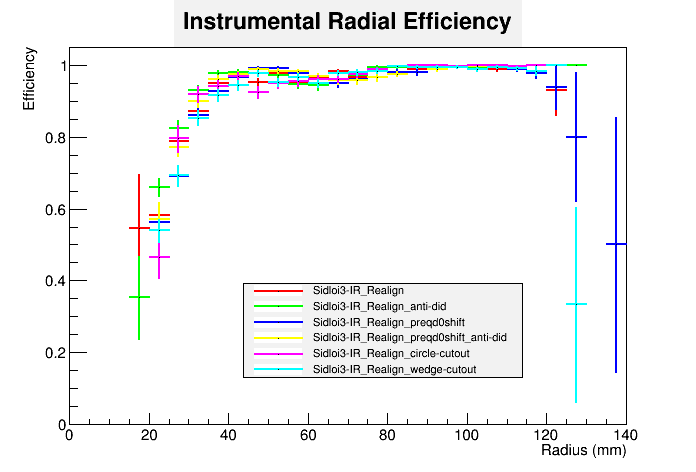 Instrumental Radial Efficiency
Efficiency
1
0.8
0.6
0.4
0.2
0
Sidloi3-IR_Realign
Sidloi3-IR_Realign_anti-did
Sidloi3-IR_Realign_preqd0shift
Sidloi3-IR_Realign_preqd0shift_anti-did
Sidloi3-IR_Realign_circle-cutout
Sidloi3-IR_Realign_wedge-cutout
0 20 40 60 80 100 120 140
Radius (mm)